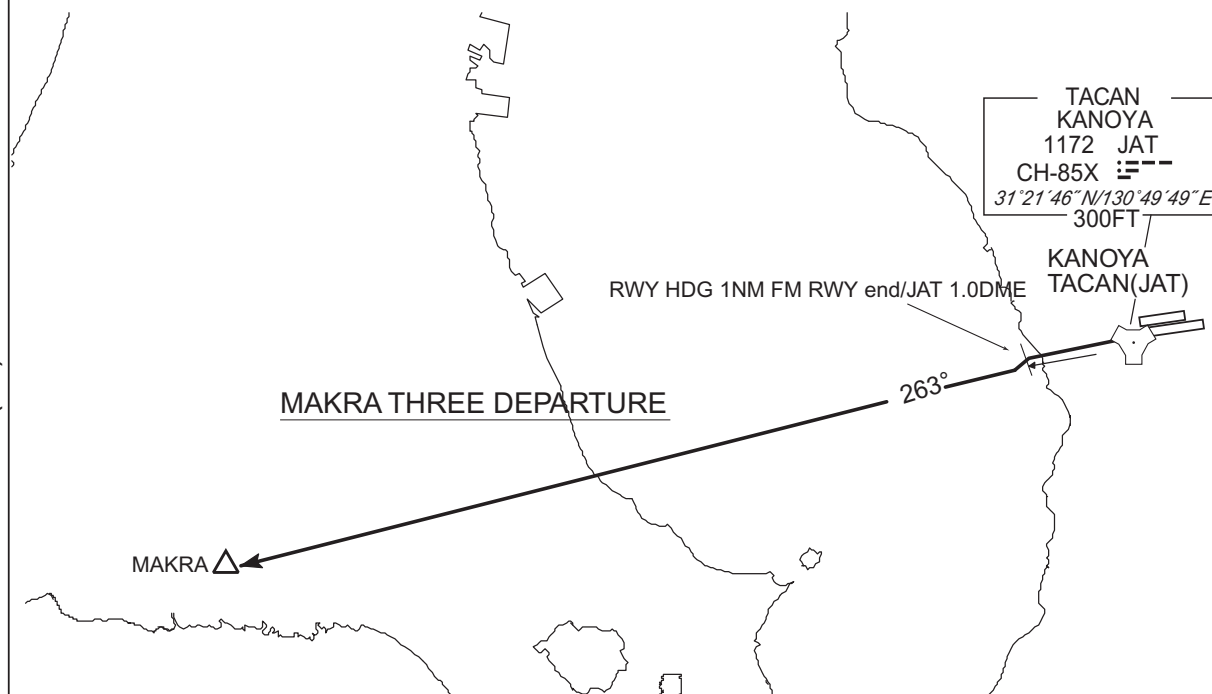 TACAN
KANOYA
1172 JAT
CH-85X
31°21´46˝N/130°49´49˝E
300FT
KANOYA
TACAN(JAT)
RWY HDG 1NM FM RWY end/JAT 1.0DME
263°
MAKRA THREE DEPARTURE
MAKRA